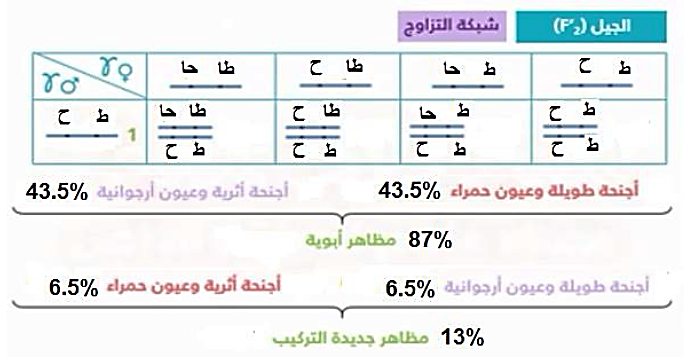 الجيل (F'₂) شبكة التزاوج
ط ح ط حا طا ح طا حا γ♀
γ♂
ط ح ط حا طا ح طا حا ط ح
1
ط ح ط ح ط ح ط ح
أجنحة طويلة وعيون حمراء 43.5% أجنحة أثرية وعيون أرجوانية 43.5%
87% مظاهر أبوية
أجنحة طويلة وعيون أرجوانية 6.5% أجنحة أثرية وعيون حمراء 6.5%
13% مظاهر جديدة التركيب